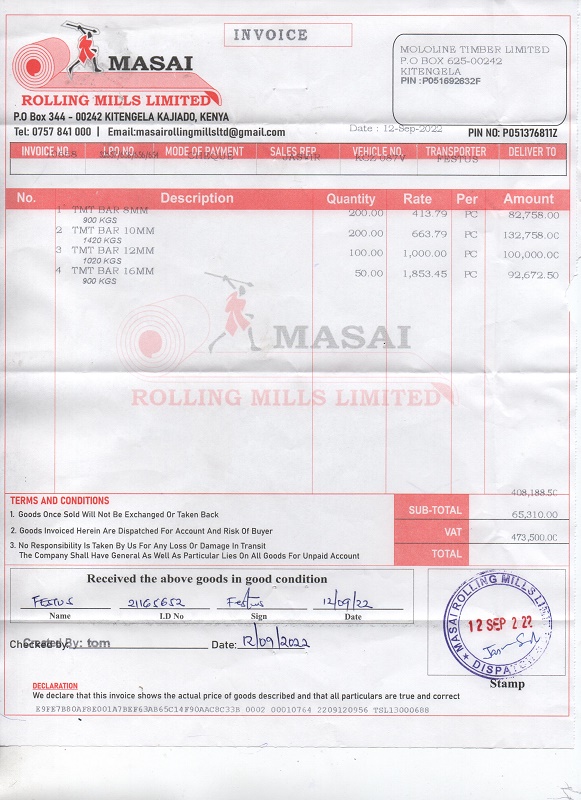 INVOICE
MASAI
ROLLING MILLS LIMITED
P.O Box 344 - 00242 KITENGELA KAJIADO, KENYA
Tel: 0757 841 000 | Email:masairollingmillsltd@gmail.com
MOLOLINE TIMBER LIMITED
P.O BOX 625-00242
KITENGELA
PIN : P051692632F
Date : 12-Sep-2022
PIN NO: P051376811Z
INVOICE NO LPO NO. MODE OF PAYMENT SALES REP. VEHICLE NO. TRANSPORTER DELIVER TO
JASVIR FESTUS
No. Description Quantity Rate Per Amount
1 TMT BAR 8MM 200.00 413.79 PC 82,758.00
900 KGS
2 TMT BAR 10MM 200.00 663.79 PC 132,758.00
1420 KGS
3 TMT BAR 12MM 100.00 1,000.00 PC 100,000.00
1020 KGS
4 TMT BAR 16MM 50.00 1,853.45 PC 92,672.50
900 KGS
MASAI
ROLLING MILLS LIMITED
408,188.50
SUB-TOTAL 65,310.00
VAT 473,500.00
TOTAL
TERMS AND CONDITIONS
1. Goods Once Sold Will Not Be Exchanged Or Taken Back
2. Goods Invoiced Herein Are Dispatched For Account And Risk Of Buyer
3. No Responsibility Is Taken By Us For Any Loss Or Damage In Transit
The Company Shall Have General As Well As Particular Lies On All Goods For Unpaid Account
Received the above goods in good condition
FESTUS 21165652 Festus 12/09/22
Name I.D No Sign Date
Checked by: Created By: tom Date: 12/09/2022
MASAI ROLLING MILLS LIMI
12 SEP 2 22
DISPATCH
Stamp
DECLARATION
We declare that this invoice shows the actual price of goods described and that all particulars are true and correct
E9FE7B80AF8E001A7BEF63AB65C14F90AACBC33B 0002 00010764 2209120956 TSL13000688